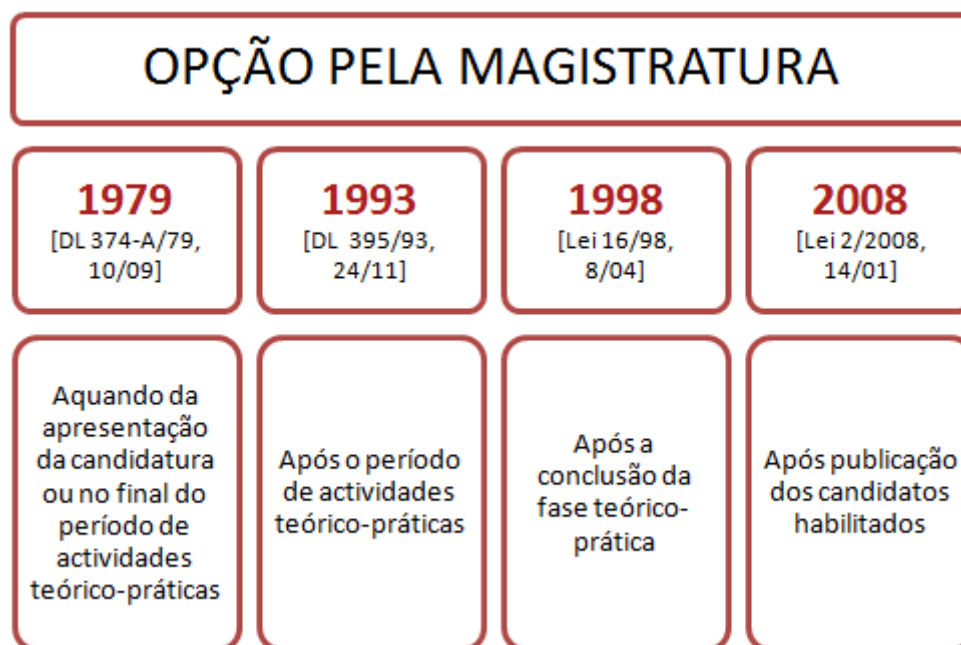 OPÇÃO PELA MAGISTRATURA
1979
[DL 374-A/79,
10/09]
1993
[DL 395/93,
24/11]
1998
[Lei 16/98,
8/04]
2008
[Lei 2/2008,
14/01]
Aquando da
apresentação
da candidatura
ou no final do
período de
actividades
teórico-práticas
Após o período
de actividades
teórico-práticas
Após a
conclusão da
fase teórico-
prática
Após publicação
dos candidatos
habilitados